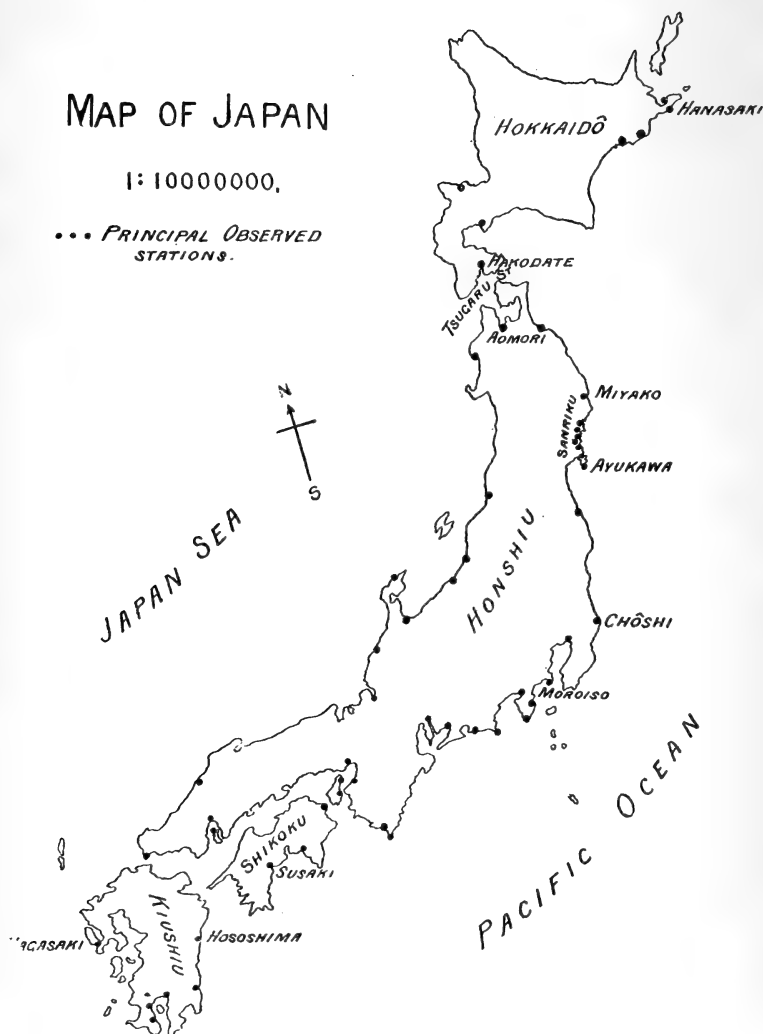 MAP OF JAPAN
1:10000000,
••• PRINCIPAL OBSERVED
STATIONS.
HOKKAIDÔ
HANASAKI
HAKODATE
TSUGARU ST
AOMORI
MIYAKO
SANRIKU
AYUKAWA
N
S
JAPAN SEA
HONSHIU
CHÔSHI
MOROISO
PACIFIC OCEAN
SHIKOKU
SUSAKI
KIUSHIU
AGASAKI
HOSOSHIMA